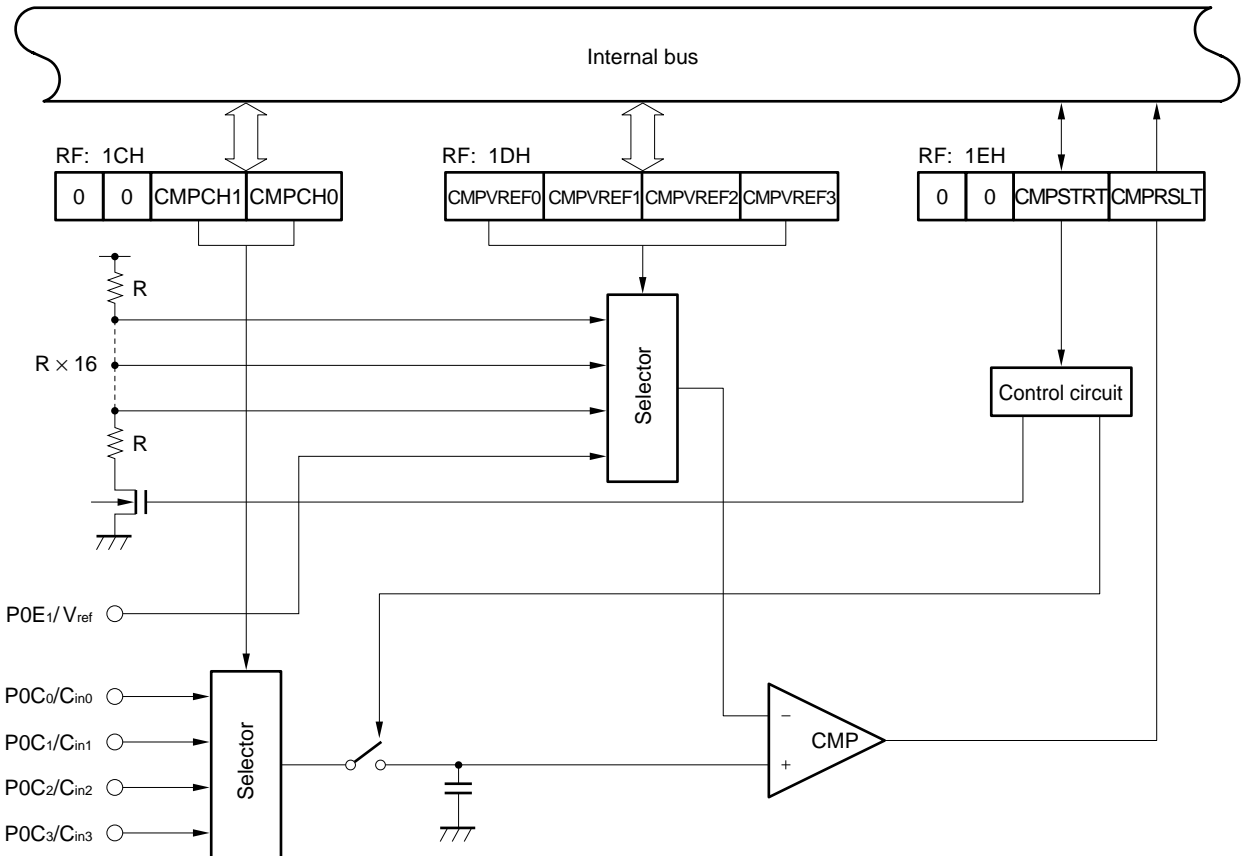 Internal bus
RF: 1CH
RF: 1DH
RF: 1EH
0 0 CMPCH1 CMPCH0
CMPVREF0 CMPVREF1 CMPVREF2 CMPVREF3
0 0 CMPSTRT CMPRSLT
R
R × 16
R
Selector
Control circuit
P0E1/Vref
P0C0/Cin0
P0C1/Cin1
P0C2/Cin2
P0C3/Cin3
Selector
−
+
CMP